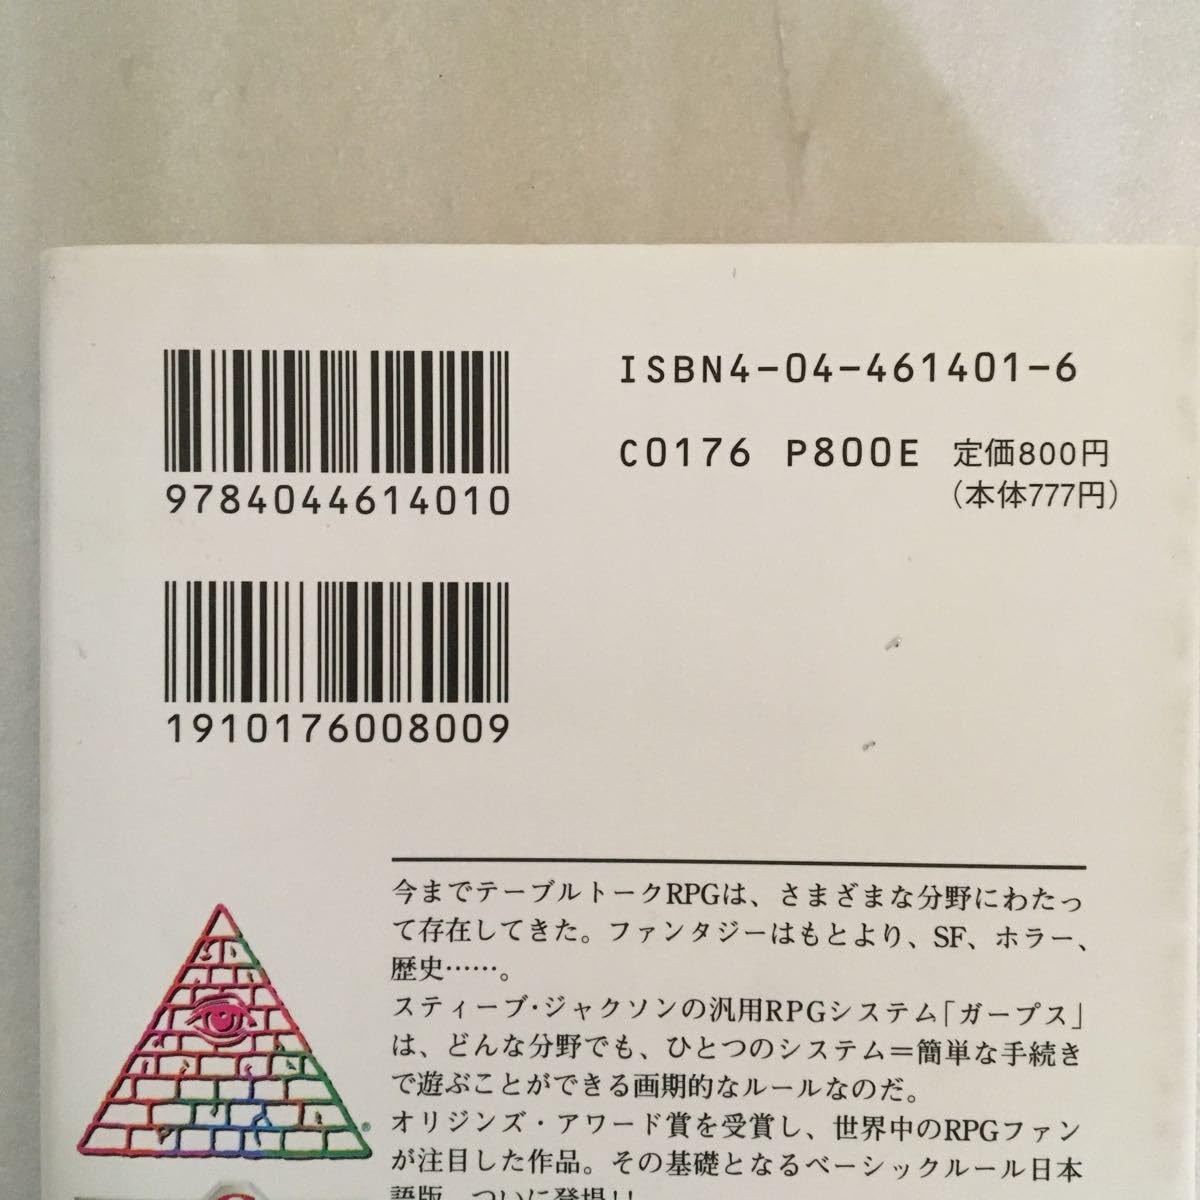 9784044614010
ISBN4-04-461401-6
C0176 P800E 定価800円
(本体777円)
1910176008009
今までテーブルトークRPGは、さまざまな分野にわたっ
て存在してきた。ファンタジーはもとより、SF、ホラー、
歴史……。
スティーブ・ジャクソンの汎用RPGシステム「ガープス」
は、どんな分野でも、ひとつのシステム＝簡単な手続き
で遊ぶことができる画期的なルールなのだ。
オリジンズ・アワード賞を受賞し、世界中のRPGファン
が注目した作品。その基礎となるベーシックルール日本
語版、ついに登場!!
®